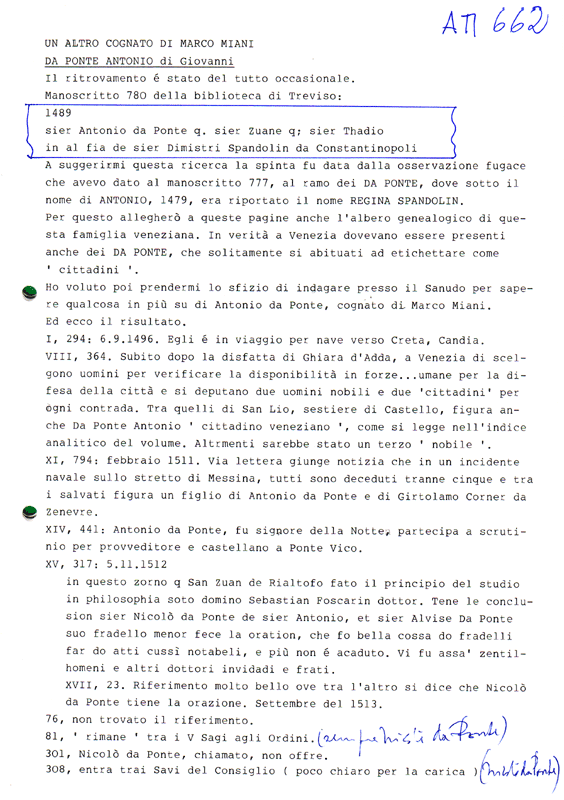 ATI 662
UN ALTRO COGNATO DI MARCO MIANI
DA PONTE ANTONIO di Giovanni
Il ritrovamento é stato del tutto occasionale.
Manoscritto 780 della biblioteca di Treviso:
1489
sier Antonio da Ponte q. sier Zuane q; sier Thadio
in al fia de sier Dimistri Spandolin da Constantinopoli
A suggerirmi questa ricerca la spinta fu data dalla osservazione fugace
che avevo dato al manoscritto 777, al ramo dei DA PONTE, dove sotto il
nome di ANTONIO, 1479, era riportato il nome REGINA SPANDOLIN.
Per questo allegherò a queste pagine anche l'albero genealogico di que-
sta famiglia veneziana. In verità a Venezia dovevano essere presenti
anche dei DA PONTE, che solitamente si abituati ad etichettare come
' cittadini '.
Ho voluto poi prendermi lo sfizio di indagare presso il Sanudo per sape-
re qualcosa in più su di Antonio da Ponte, cognato di Marco Miani.
Ed ecco il risultato.
I, 294: 6.9.1496. Egli é in viaggio per nave verso Creta, Candia.
VIII, 364. Subito dopo la disfatta di Ghiara d'Adda, a Venezia di scel-
gono uomini per verificare la disponibilità in forze...umane per la di-
fesa della città e si deputano due uomini nobili e due 'cittadini' per
ogni contrada. Tra quelli di San Lio, sestiere di Castello, figura an-
che Da Ponte Antonio ' cittadino veneziano ', come si legge nell'indice
analitico del volume. Altrmenti sarebbe stato un terzo ' nobile '.
XI, 794: febbraio 1511. Via lettera giunge notizia che in un incidente
navale sullo stretto di Messina, tutti sono deceduti tranne cinque e tra
i salvati figura un figlio di Antonio da Ponte e di Girtolamo Corner da
Zenevre.
XIV, 441: Antonio da Ponte, fu signore della Notte, partecipa a scruti-
nio per provveditore e castellano a Ponte Vico.
XV, 317: 5.11.1512
in questo zorno q San Zuan de Rialtofo fato il principio del studio
in philosophia soto domino Sebastian Foscarin dottor. Tene le conclu-
sion sier Nicolò da Ponte de sier Antonio, et sier Alvise Da Ponte
suo fradello menor fece la oration, che fo bella cossa do fradelli
far do atti cussì notabeli, e più non é acaduto. Vi fu assa' zentil-
homeni e altri dottori invidadi e frati.
XVII, 23. Riferimento molto bello ove tra l'altro si dice che Nicolò
da Ponte tiene la orazione. Settembre del 1513.
76, non trovato il riferimento.
81, ' rimane ' tra i V Sagi agli Ordini. (sempre Nic'ò da Ponte)
301, Nicolò da Ponte, chiamato, non offre.
308, entra trai Savi del Consiglio ( poco chiaro per la carica ) (Nicolò da Ponte)